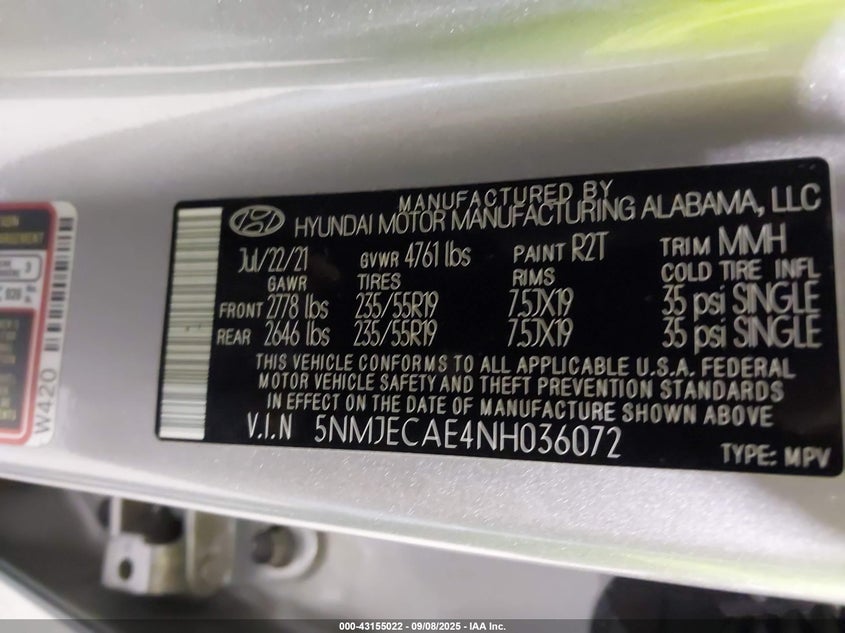 MANUFACTURED BY
HYUNDAI MOTOR MANUFACTURING ALABAMA, LLC
Jul/22/21 GVWR 4761 lbs PAINT R2T TRIM MMH
GAWR TIRES RIMS COLD TIRE INFL
FRONT 2778 lbs 235/55R19 7.5JX19 35 psi SINGLE
REAR 2646 lbs 235/55R19 7.5JX19 35 psi SINGLE
THIS VEHICLE CONFORMS TO ALL APPLICABLE U.S.A. FEDERAL
MOTOR VEHICLE SAFETY AND THEFT PREVENTION STANDARDS
IN EFFECT ON THE DATE OF MANUFACTURE SHOWN ABOVE
V.I.N 5NMJECAE4NH036072
TYPE: MPV
W420
000-43155022 - 09/08/2025 - IAA Inc.